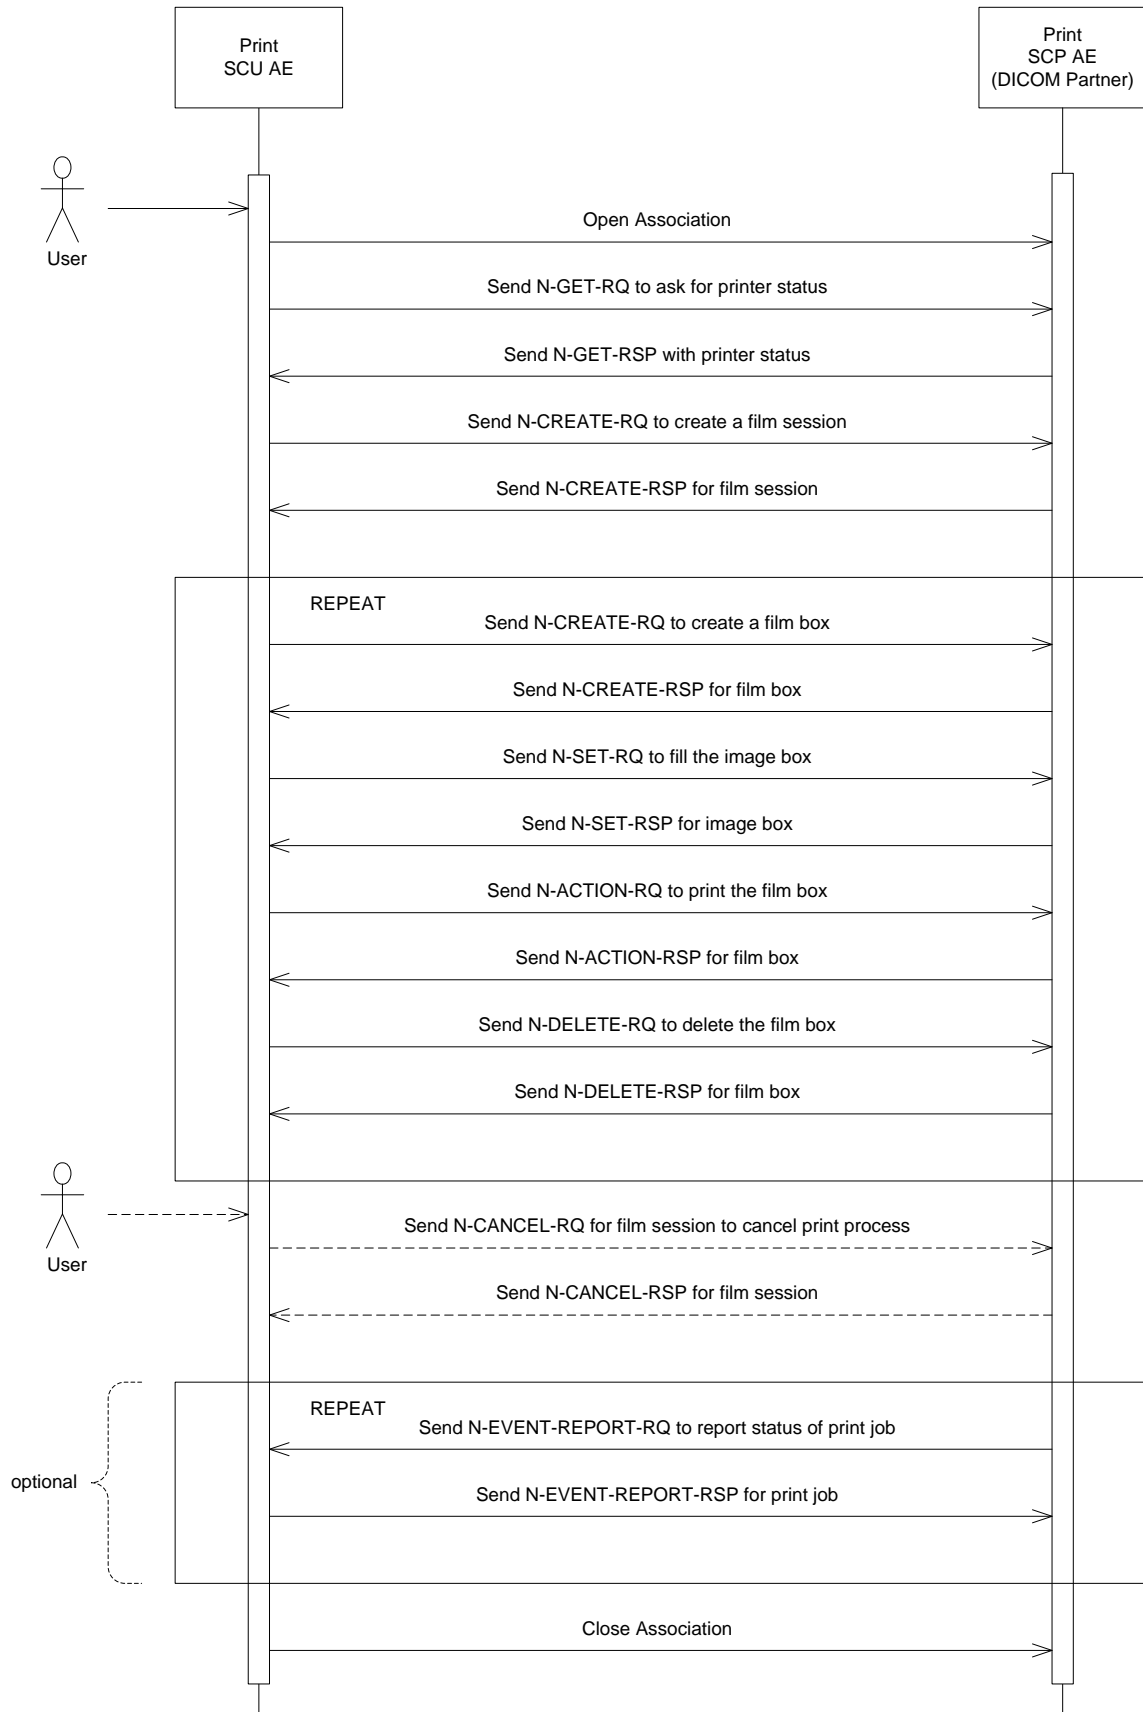 Print
SCU AE
Print
SCP AE
(DICOM Partner)
User
Open Association
Send N-GET-RQ to ask for printer status
Send N-GET-RSP with printer status
Send N-CREATE-RQ to create a film session
Send N-CREATE-RSP for film session
REPEAT
Send N-CREATE-RQ to create a film box
Send N-CREATE-RSP for film box
Send N-SET-RQ to fill the image box
Send N-SET-RSP for image box
Send N-ACTION-RQ to print the film box
Send N-ACTION-RSP for film box
Send N-DELETE-RQ to delete the film box
Send N-DELETE-RSP for film box
User
Send N-CANCEL-RQ for film session to cancel print process
Send N-CANCEL-RSP for film session
optional
REPEAT
Send N-EVENT-REPORT-RQ to report status of print job
Send N-EVENT-REPORT-RSP for print job
Close Association